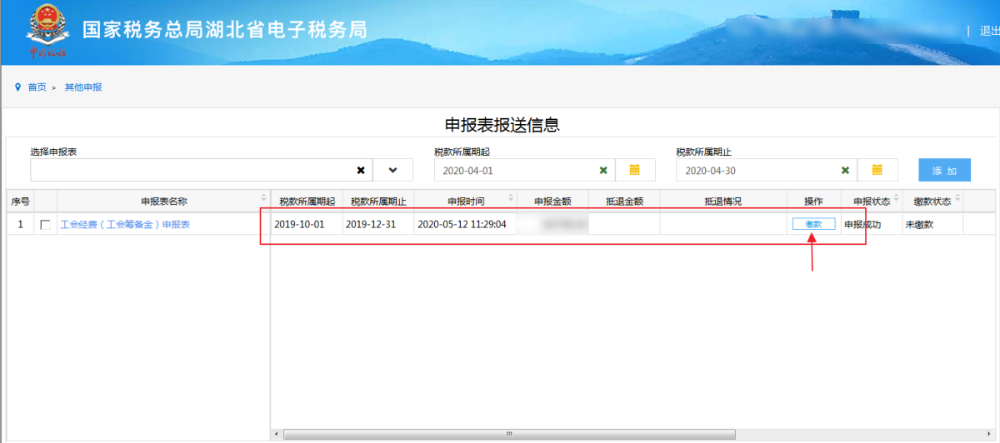 国家税务总局湖北省电子税务局
中国税务
| 退出
首页 > 其他申报
申报表报送信息
选择申报表 税款所属期起 税款所属期止
2020-04-01 2020-04-30 添 加
序号 申报表名称 税款所属期起 税款所属期止 申报时间 申报金额 抵退金额 抵退情况 操作 申报状态 缴款状态
1 工会经费（工会筹备金）申报表 2019-10-01 2019-12-31 2020-05-12 11:29:04 缴款 申报成功 未缴款